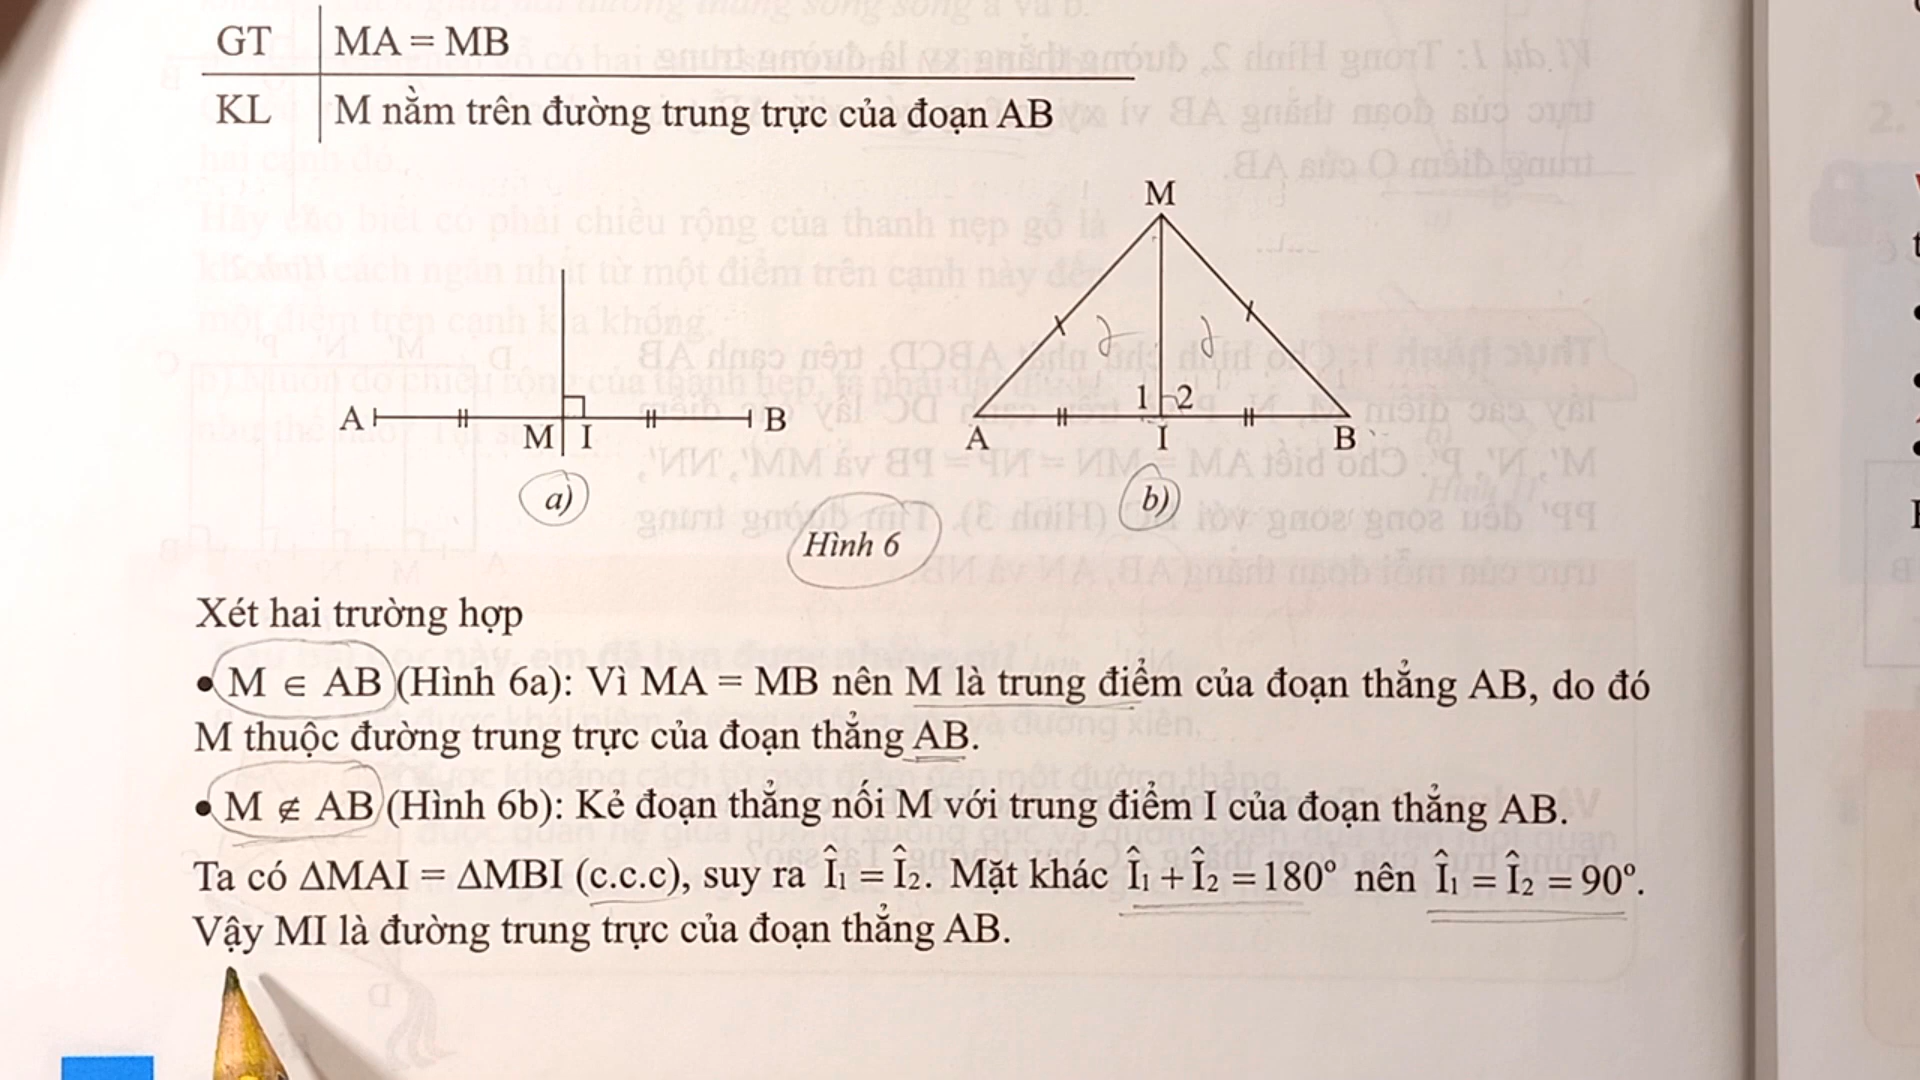 GT MA = MB
KL M nằm trên đường trung trực của đoạn AB
M
A M I B
1 2
A I B
a)
b)
Hình 6
Xét hai trường hợp
• M ∈ AB (Hình 6a): Vì MA = MB nên M là trung điểm của đoạn thẳng AB, do đó
M thuộc đường trung trực của đoạn thẳng AB.
• M ∉ AB (Hình 6b): Kẻ đoạn thẳng nối M với trung điểm I của đoạn thẳng AB.
Ta có ΔMAI = ΔMBI (c.c.c), suy ra Î₁ = Î₂. Mặt khác Î₁ + Î₂ = 180° nên Î₁ = Î₂ = 90°.
Vậy MI là đường trung trực của đoạn thẳng AB.